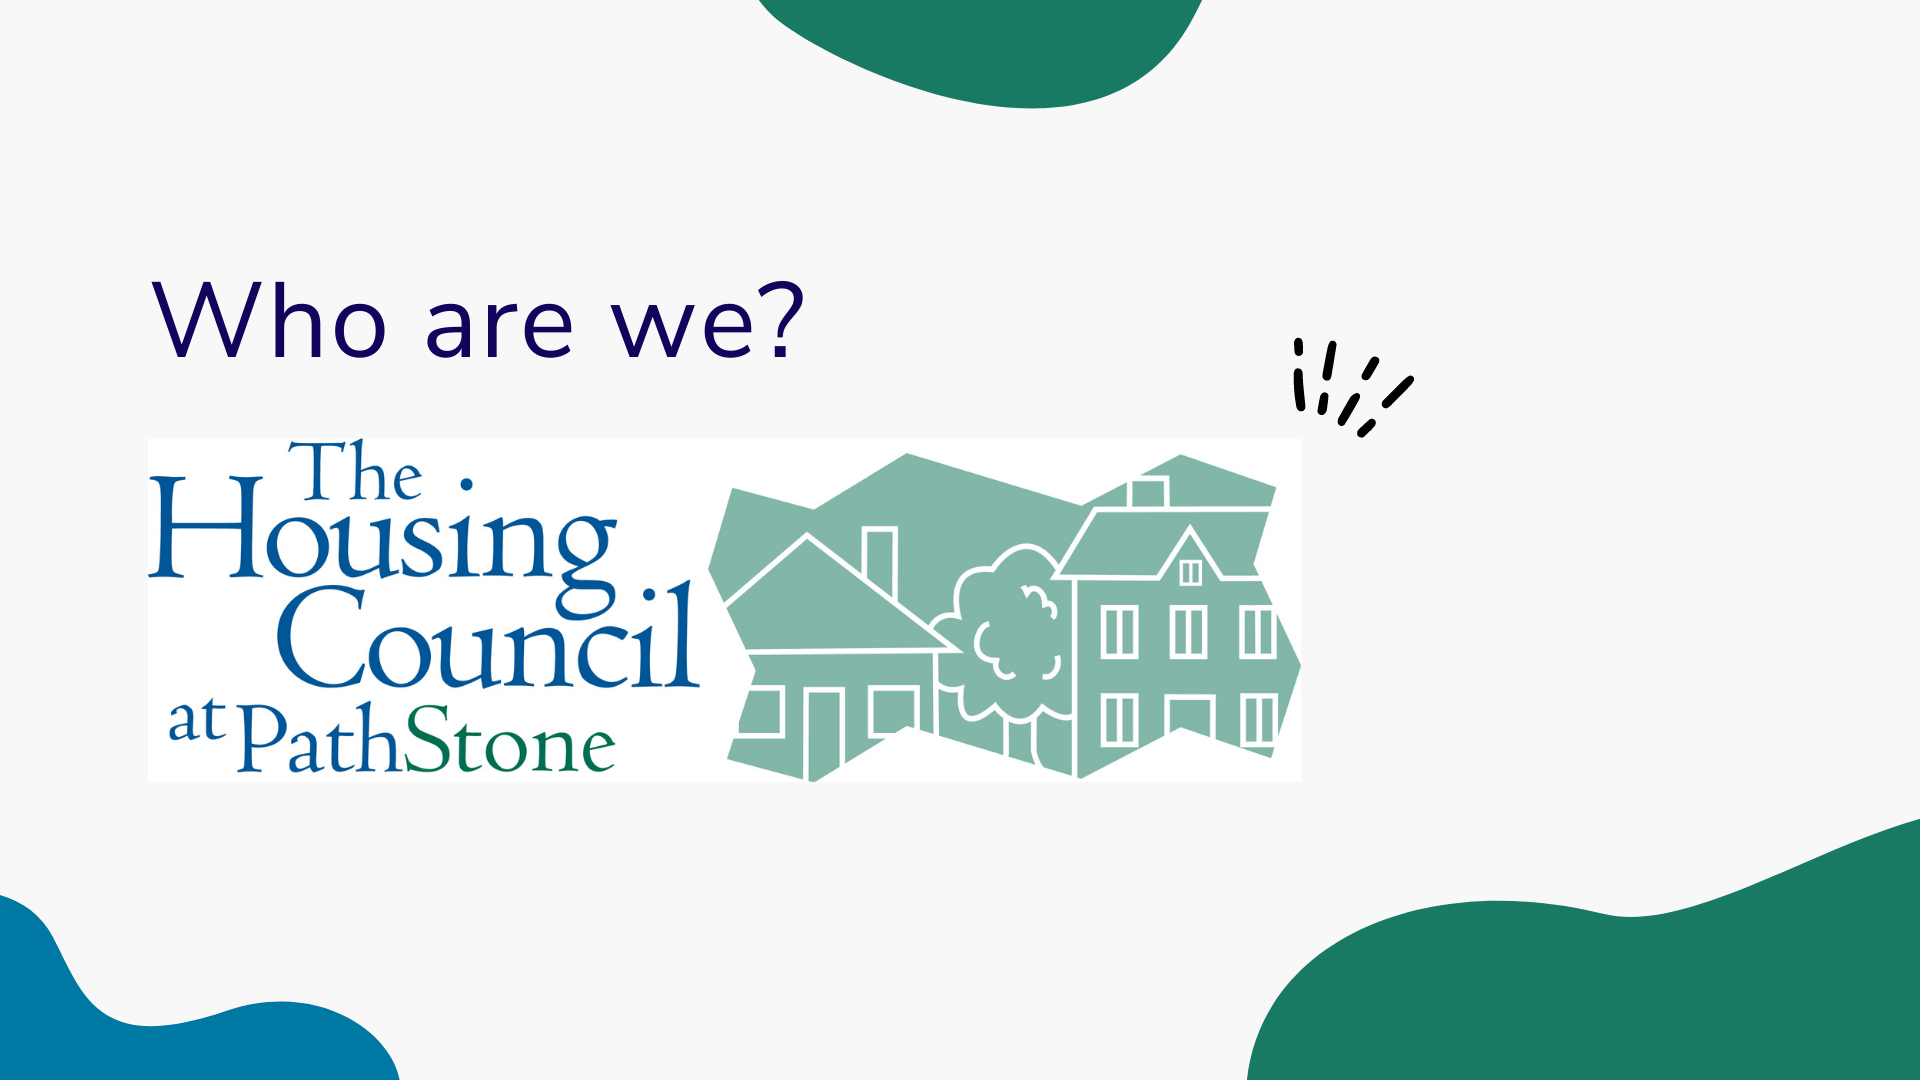 Who are we?
The
Housing
Council
at PathStone